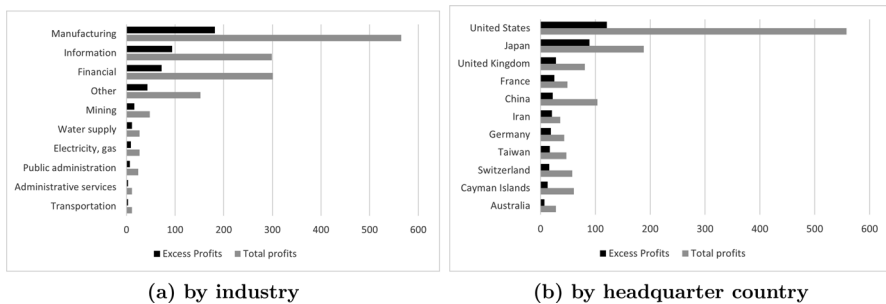 Manufacturing
Information
Financial
Other
Mining
Water supply
Electricity, gas
Public administration
Administrative services
Transportation
0 100 200 300 400 500 600
Excess Profits Total profits
(a) by industry
United States
Japan
United Kingdom
France
China
Iran
Germany
Taiwan
Switzerland
Cayman Islands
Australia
0 100 200 300 400 500 600
Excess Profits Total profits
(b) by headquarter country